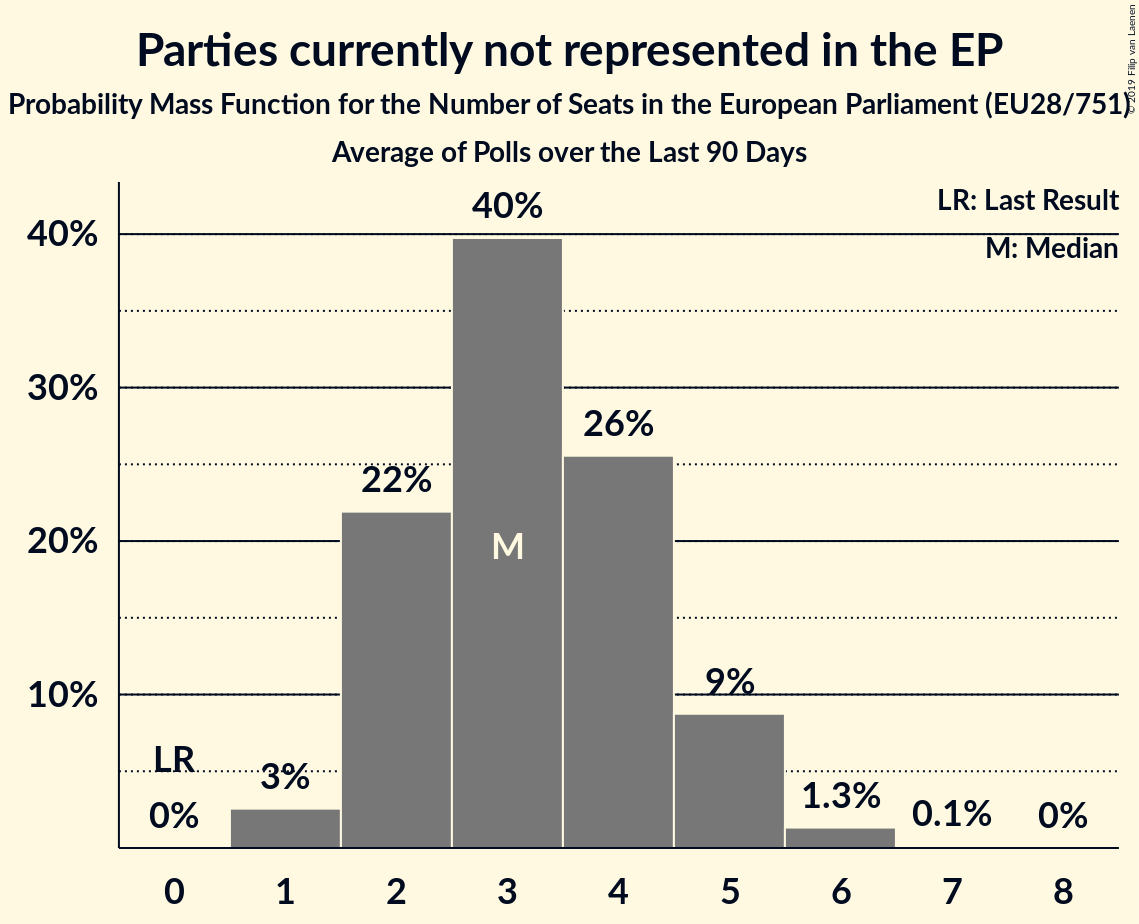 Parties currently not represented in the EP
Probability Mass Function for the Number of Seats in the European Parliament (EU28/751)
Average of Polls over the Last 90 Days
© 2019 Filip van Laenen
LR: Last Result
M: Median
40%
30%
20%
10%
LR
0%
3%
22%
40%
M
26%
9%
1.3%
0.1%
0%
0 1 2 3 4 5 6 7 8